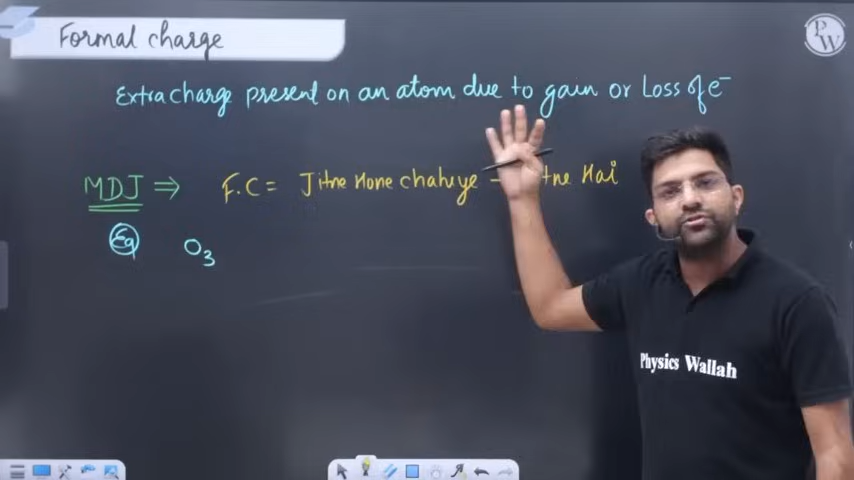 Formal charge
PW
Extra charge present on an atom due to gain or Loss of e⁻
MDJ ⇒ F.C = Jitne Hone chahiye - tne Hai
Eg O₃
Physics Wallah